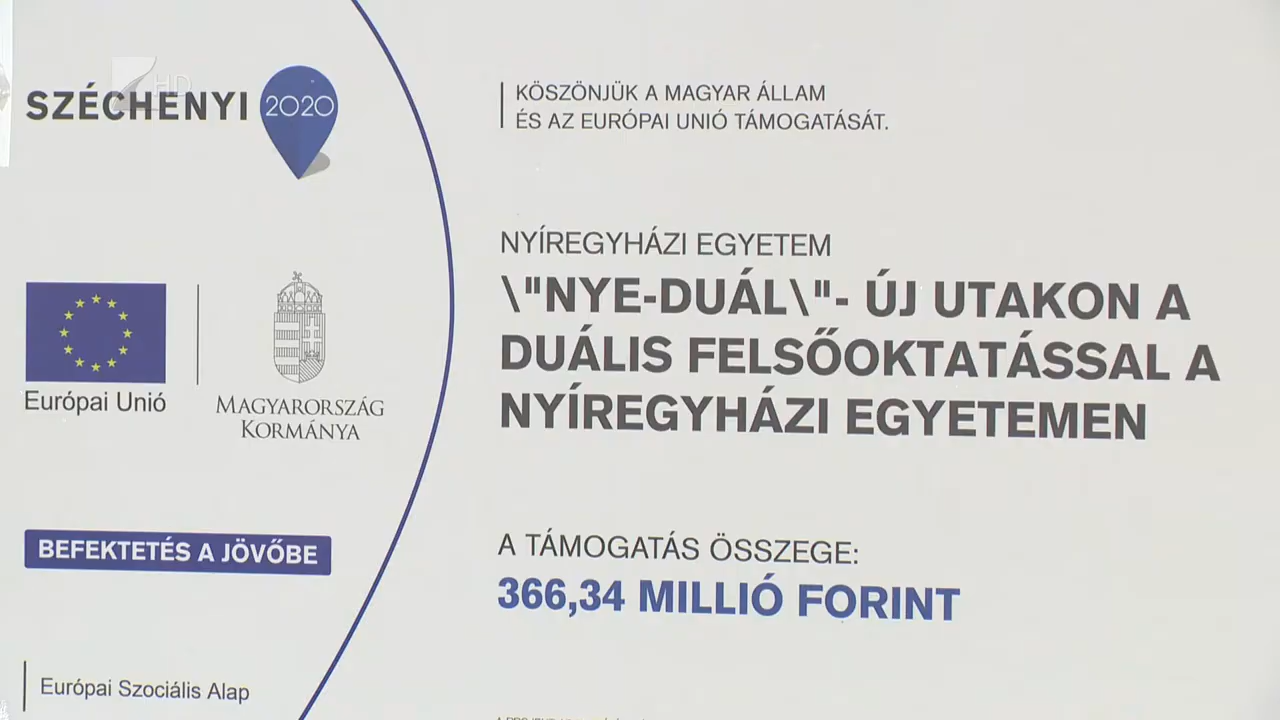 SZÉCHENYI 2020
HD
KÖSZÖNJÜK A MAGYAR ÁLLAM
ÉS AZ EURÓPAI UNIÓ TÁMOGATÁSÁT.
NYÍREGYHÁZI EGYETEM
\"NYE-DUÁL\"- ÚJ UTAKON A
DUÁLIS FELSŐOKTATÁSSAL A
NYÍREGYHÁZI EGYETEMEN
Európai Unió
MAGYARORSZÁG
KORMÁNYA
BEFEKTETÉS A JÖVŐBE
A TÁMOGATÁS ÖSSZEGE:
366,34 MILLIÓ FORINT
Európai Szociális Alap